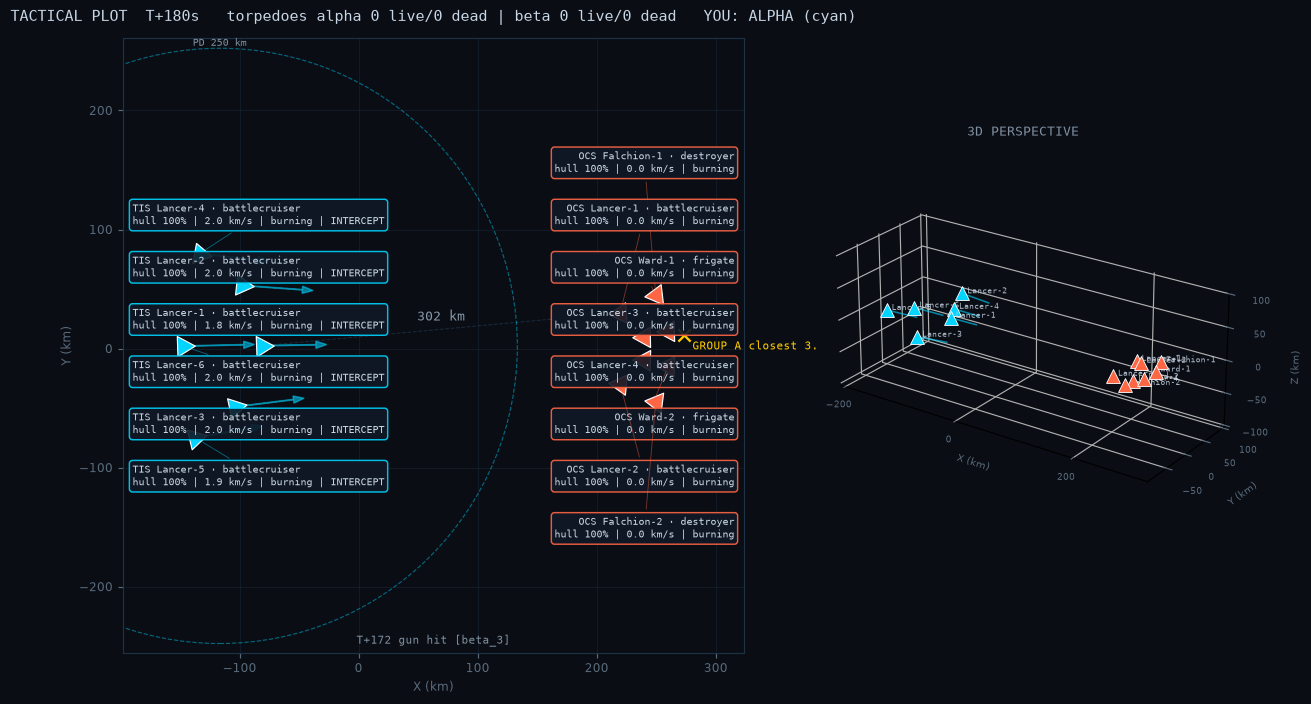 TACTICAL PLOT  T+180s   torpedoes alpha 0 live/0 dead | beta 0 live/0 dead   YOU: ALPHA (cyan)
PD 250 km
3D PERSPECTIVE
OCS Falchion-1 · destroyer
hull 100% | 0.0 km/s | burning
TIS Lancer-4 · battlecruiser
hull 100% | 2.0 km/s | burning | INTERCEPT
OCS Lancer-1 · battlecruiser
hull 100% | 0.0 km/s | burning
TIS Lancer-2 · battlecruiser
hull 100% | 2.0 km/s | burning | INTERCEPT
OCS Ward-1 · frigate
hull 100% | 0.0 km/s | burning
TIS Lancer-1 · battlecruiser
hull 100% | 1.8 km/s | burning | INTERCEPT
302 km
OCS Lancer-3 · battlecruiser
hull 100% | 0.0 km/s | burning
GROUP A closest 3.
TIS Lancer-6 · battlecruiser
hull 100% | 2.0 km/s | burning | INTERCEPT
OCS Lancer-4 · battlecruiser
hull 100% | 0.0 km/s | burning
TIS Lancer-3 · battlecruiser
hull 100% | 2.0 km/s | burning | INTERCEPT
OCS Ward-2 · frigate
hull 100% | 0.0 km/s | burning
TIS Lancer-5 · battlecruiser
hull 100% | 1.9 km/s | burning | INTERCEPT
OCS Lancer-2 · battlecruiser
hull 100% | 0.0 km/s | burning
OCS Falchion-2 · destroyer
hull 100% | 0.0 km/s | burning
T+172 gun hit [beta_3]
200
100
0
−100
−200
Y (km)
−100
0
100
200
300
X (km)
Lancer-2
Lancer-4
Lancer-1
Lancer-3
−200
0
200
X (km)
−50
0
50
100
Y (km)
100
50
0
−50
−100
Z (km)